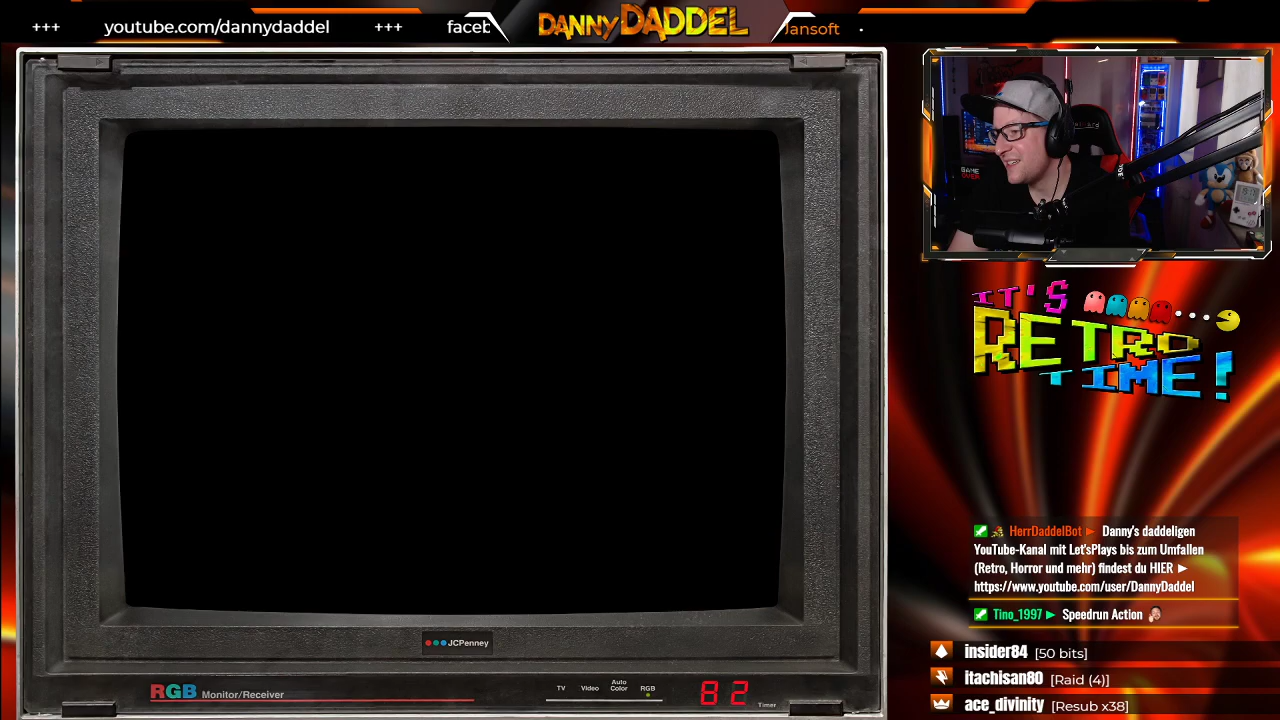 +++ youtube.com/dannydaddel +++ faceb
DANNY DADDEL
Jansoft .
GAME
OVER
IT'S
RETRO
TIME!
HerrDaddelBot ► Danny's daddeligen
YouTube-Kanal mit Let'sPlays bis zum Umfallen
(Retro, Horror und mehr) findest du HIER ►
https://www.youtube.com/user/DannyDaddel
Tino_1997 ► Speedrun Action
insider84 [50 bits]
itachisan80 [Raid (4)]
ace_divinity [Resub x38]
JCPenney
RGB Monitor/Receiver
TV Video Auto Color RGB
82 Timer